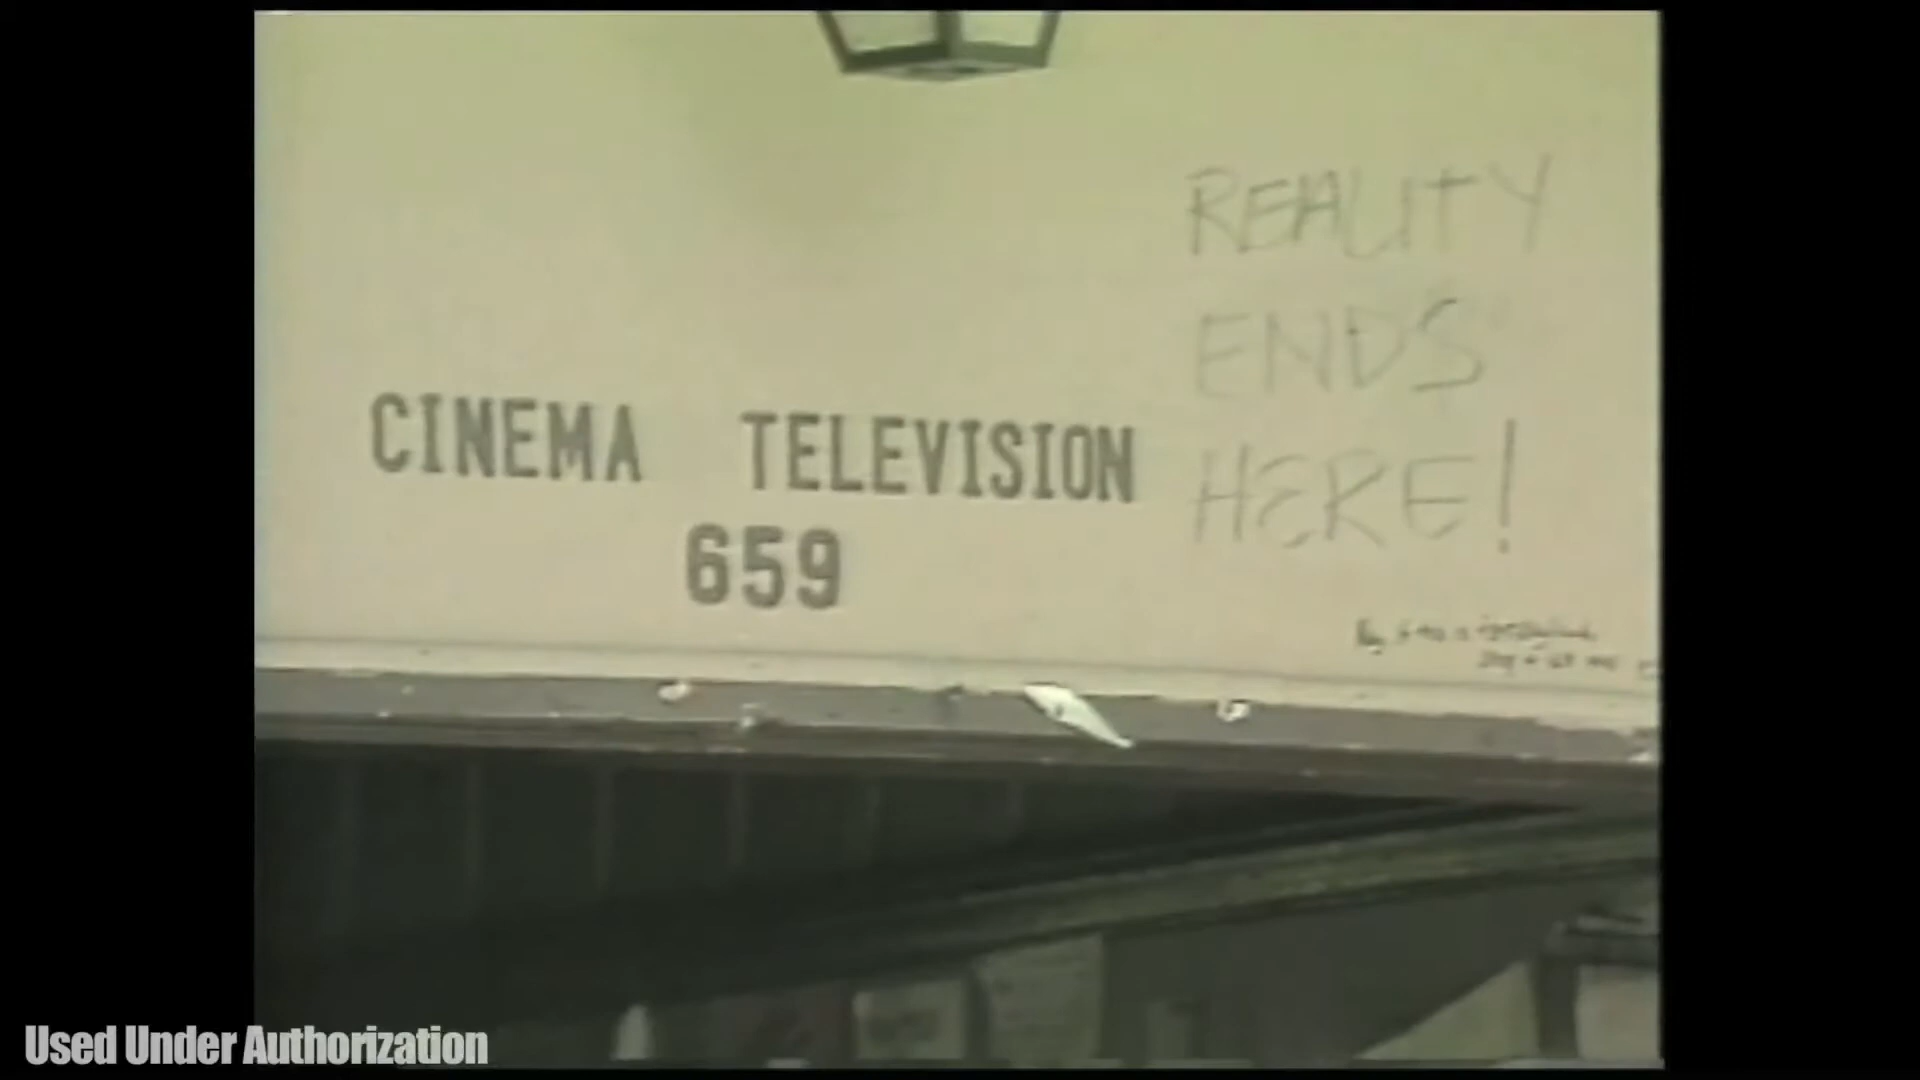 REALITY
ENDS
HERE!
CINEMA TELEVISION
659
Used Under Authorization